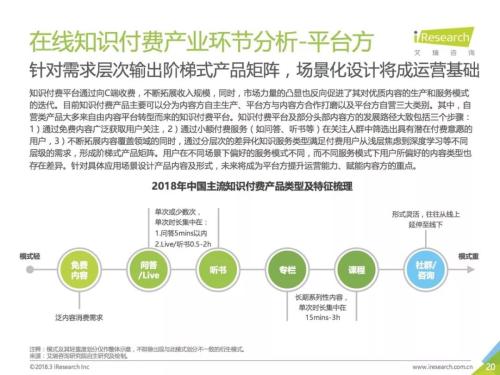 在线知识付费产业环节分析-平台方
iResearch
艾瑞咨询
针对需求层次输出阶梯式产品矩阵，场景化设计将成运营基础
知识付费平台通过向C端收费，不断拓展收入规模，同时，市场力量的凸显也反向促进了其对优质内容的生产和服务模式
的迭代。目前知识付费产品主要可以分为内容方自主生产、平台方与内容方合作打磨以及平台方自营三大类别。其中，自
营类产品大多来自由内容平台转型而来的知识付费平台。知识付费平台及部分头部内容方的发展路径大致包括三个步骤：
1）通过免费内容广泛获取用户关注，2）通过小额付费服务（如问答、听书等）在关注人群中筛选出具有潜在付费意愿的
用户，3）不断拓展内容覆盖领域的同时，通过分层次的差异化知识服务类型满足付费用户从浅层焦虑到深度学习等不同
层级的需求，形成阶梯式产品矩阵。用户在不同场景下偏好的服务模式不同，而不同服务模式下用户所偏好的内容类型也
存在差异。针对具体应用场景设计产品内容及形式，未来将成为平台方提升运营能力、赋能内容方的重点。
2018年中国主流知识付费产品类型及特征梳理
单次或少数次，
单次时长集中在：
1.问答5mins以内
2.Live/听书0.5-2h
形式灵活，往往从线上
延伸至线下
模式轻
免费
内容
问答
/Live
听书
专栏
课程
社群/
咨询
模式重
泛内容消费需求
长期系列性内容，
单次时长集中在
15mins-3h
注释：模式及其轻重度划分仅作整体示意，不排除出现与此模式划分不一致的衍生模式。
来源：艾瑞咨询研究院自主研究及绘制。
©2018.3 iResearch Inc
www.iresearch.com.cn
20